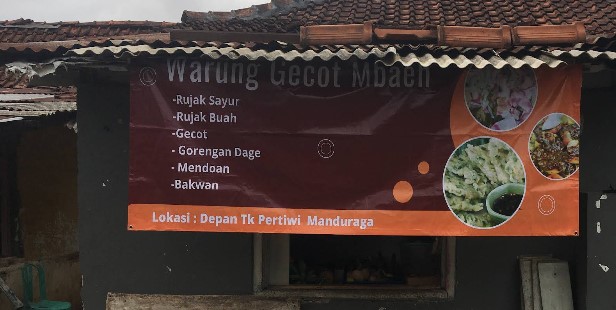 Warung Gecot Mbaen
-Rujak Sayur
-Rujak Buah
-Gecot
- Gorengan Dage
- Mendoan
-Bakwan
Lokasi : Depan Tk Pertiwi Manduraga